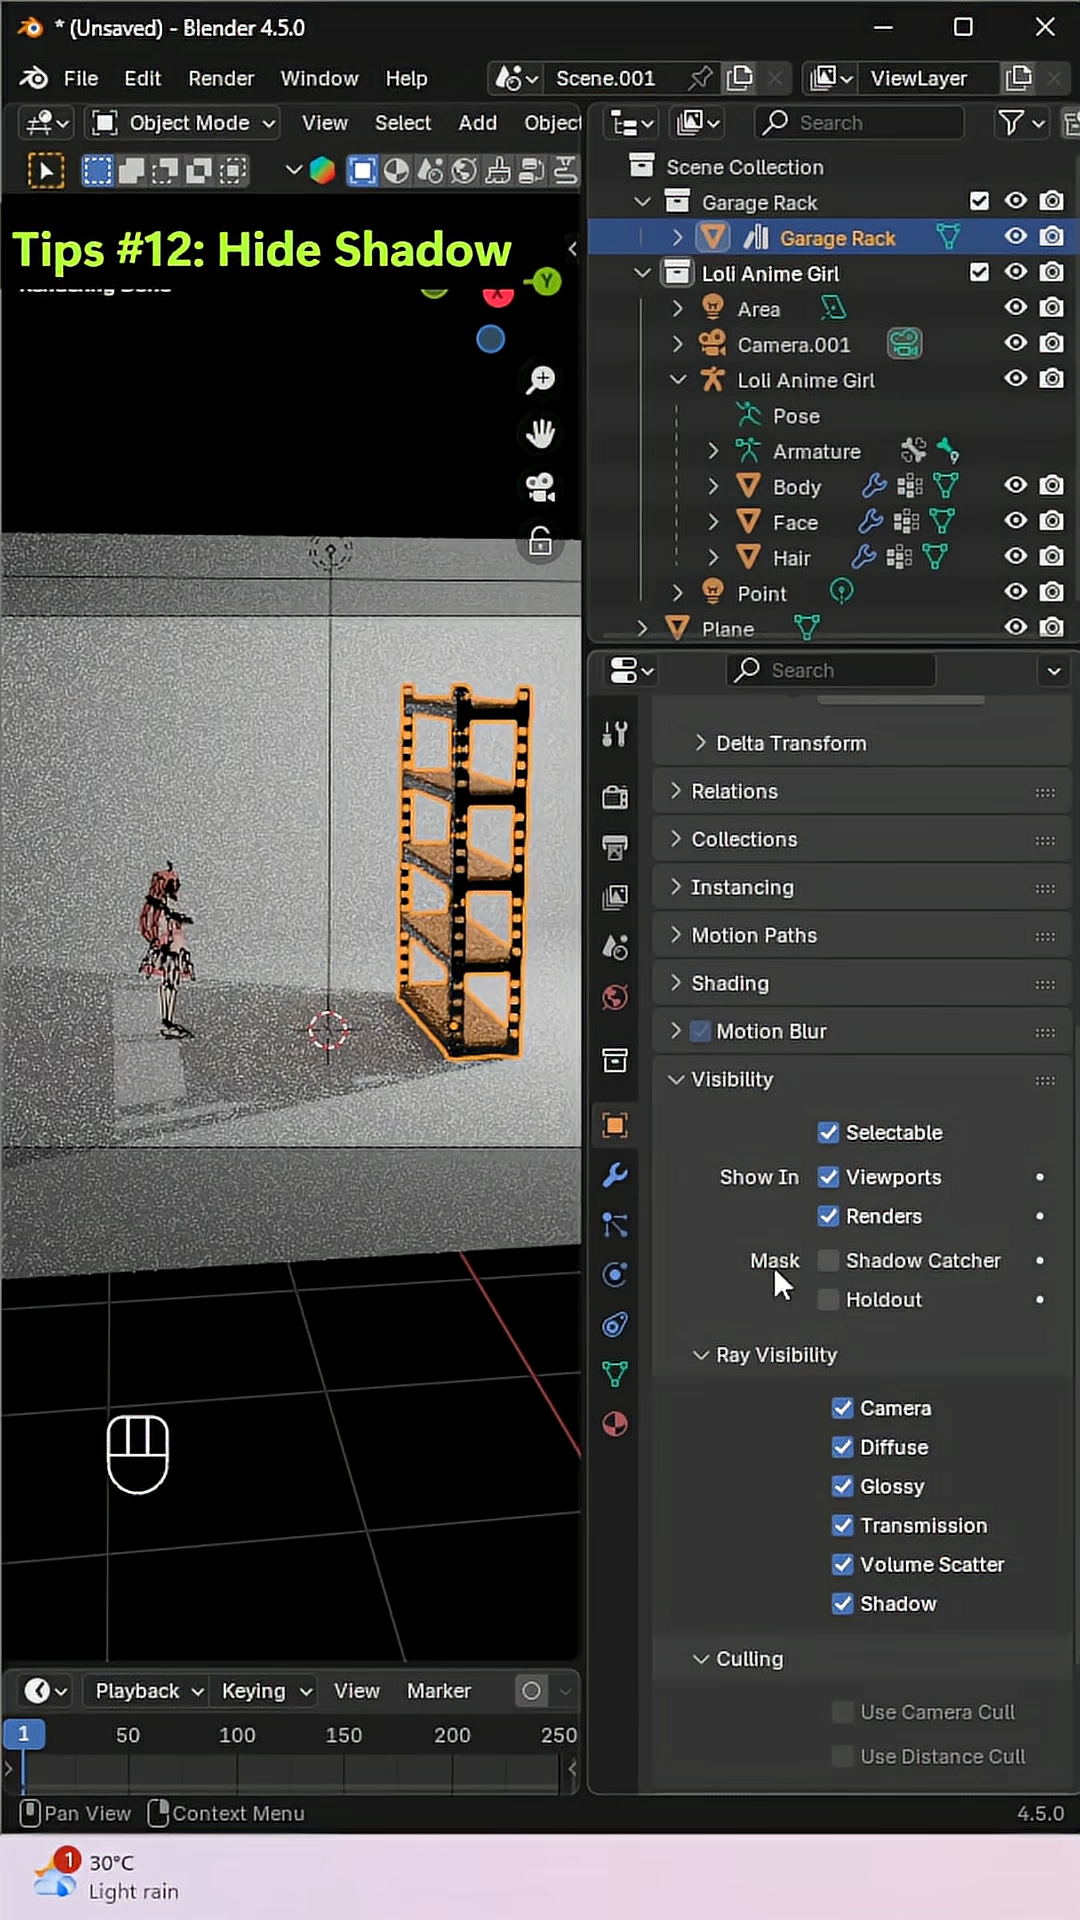 * (Unsaved) - Blender 4.5.0
File Edit Render Window Help Scene.001 ViewLayer
Object Mode View Select Add Object
Search
Tips #12: Hide Shadow
Y
Scene Collection
Garage Rack
Garage Rack
Loli Anime Girl
Area
Camera.001
Loli Anime Girl
Pose
Armature
9
Body
Face
Hair
Point
Plane
Search
Delta Transform
Relations
Collections
Instancing
Motion Paths
Shading
Motion Blur
Visibility
Selectable
Show In Viewports
Renders
Mask Shadow Catcher
Holdout
Ray Visibility
Camera
Diffuse
Glossy
Transmission
Volume Scatter
Shadow
Culling
Use Camera Cull
Use Distance Cull
Playback Keying View Marker
1 50 100 150 200 250
Pan View Context Menu 4.5.0
1 30°C
Light rain